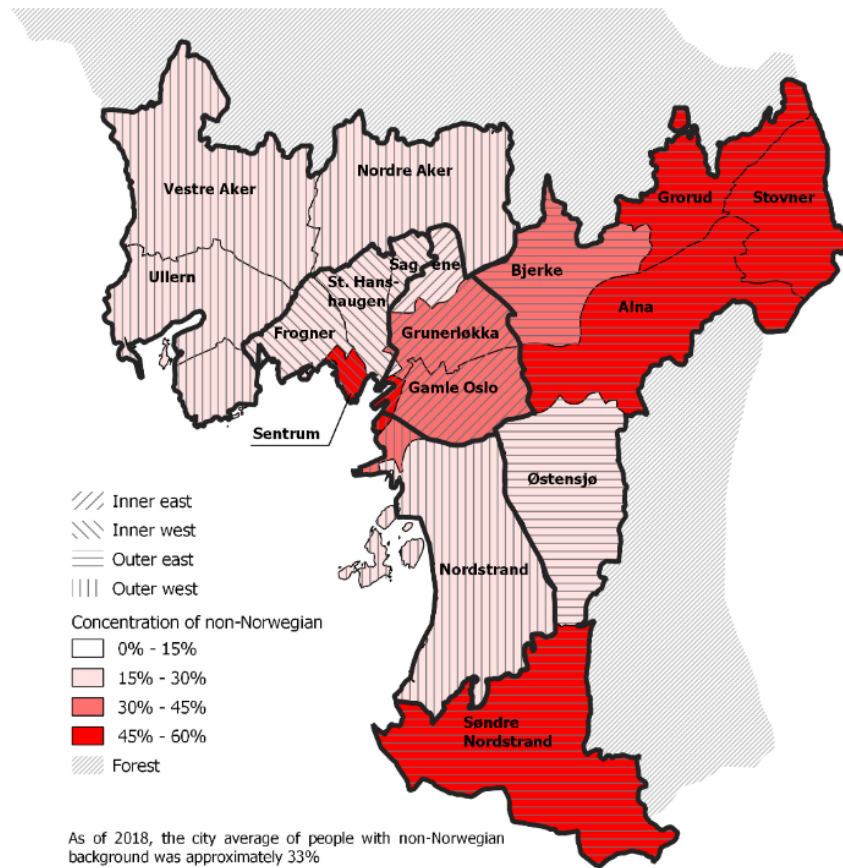 Vestre Aker
Nordre Aker
Grorud
Stovner
Ullern
Sagene
Bjerke
St. Hans-
haugen
Alna
Frogner
Grunerløkka
Gamle Oslo
Sentrum
Østensjø
Nordstrand
Søndre
Nordstrand
Inner east
Inner west
Outer east
Outer west
Concentration of non-Norwegian
0% - 15%
15% - 30%
30% - 45%
45% - 60%
Forest
As of 2018, the city average of people with non-Norwegian
background was approximately 33%